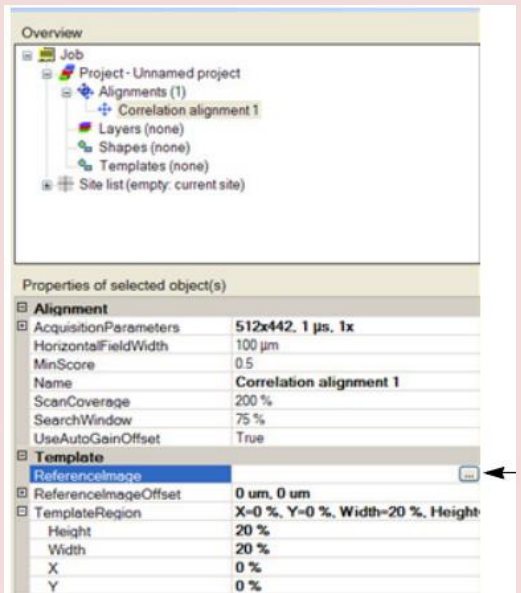 Overview
Job
Project - Unnamed project
Alignments (1)
Correlation alignment 1
Layers (none)
Shapes (none)
Templates (none)
Site list (empty: current site)
Properties of selected object(s)
Alignment
AcquisitionParameters 512x442, 1 µs, 1x
HorizontalFieldWidth 100 µm
MinScore 0.5
Name Correlation alignment 1
ScanCoverage 200 %
SearchWindow 75 %
UseAutoGainOffset True
Template
ReferenceImage ...
ReferenceImageOffset 0 um, 0 um
TemplateRegion X=0 %, Y=0 %, Width=20 %, Height
Height 20 %
Width 20 %
X 0 %
Y 0 %